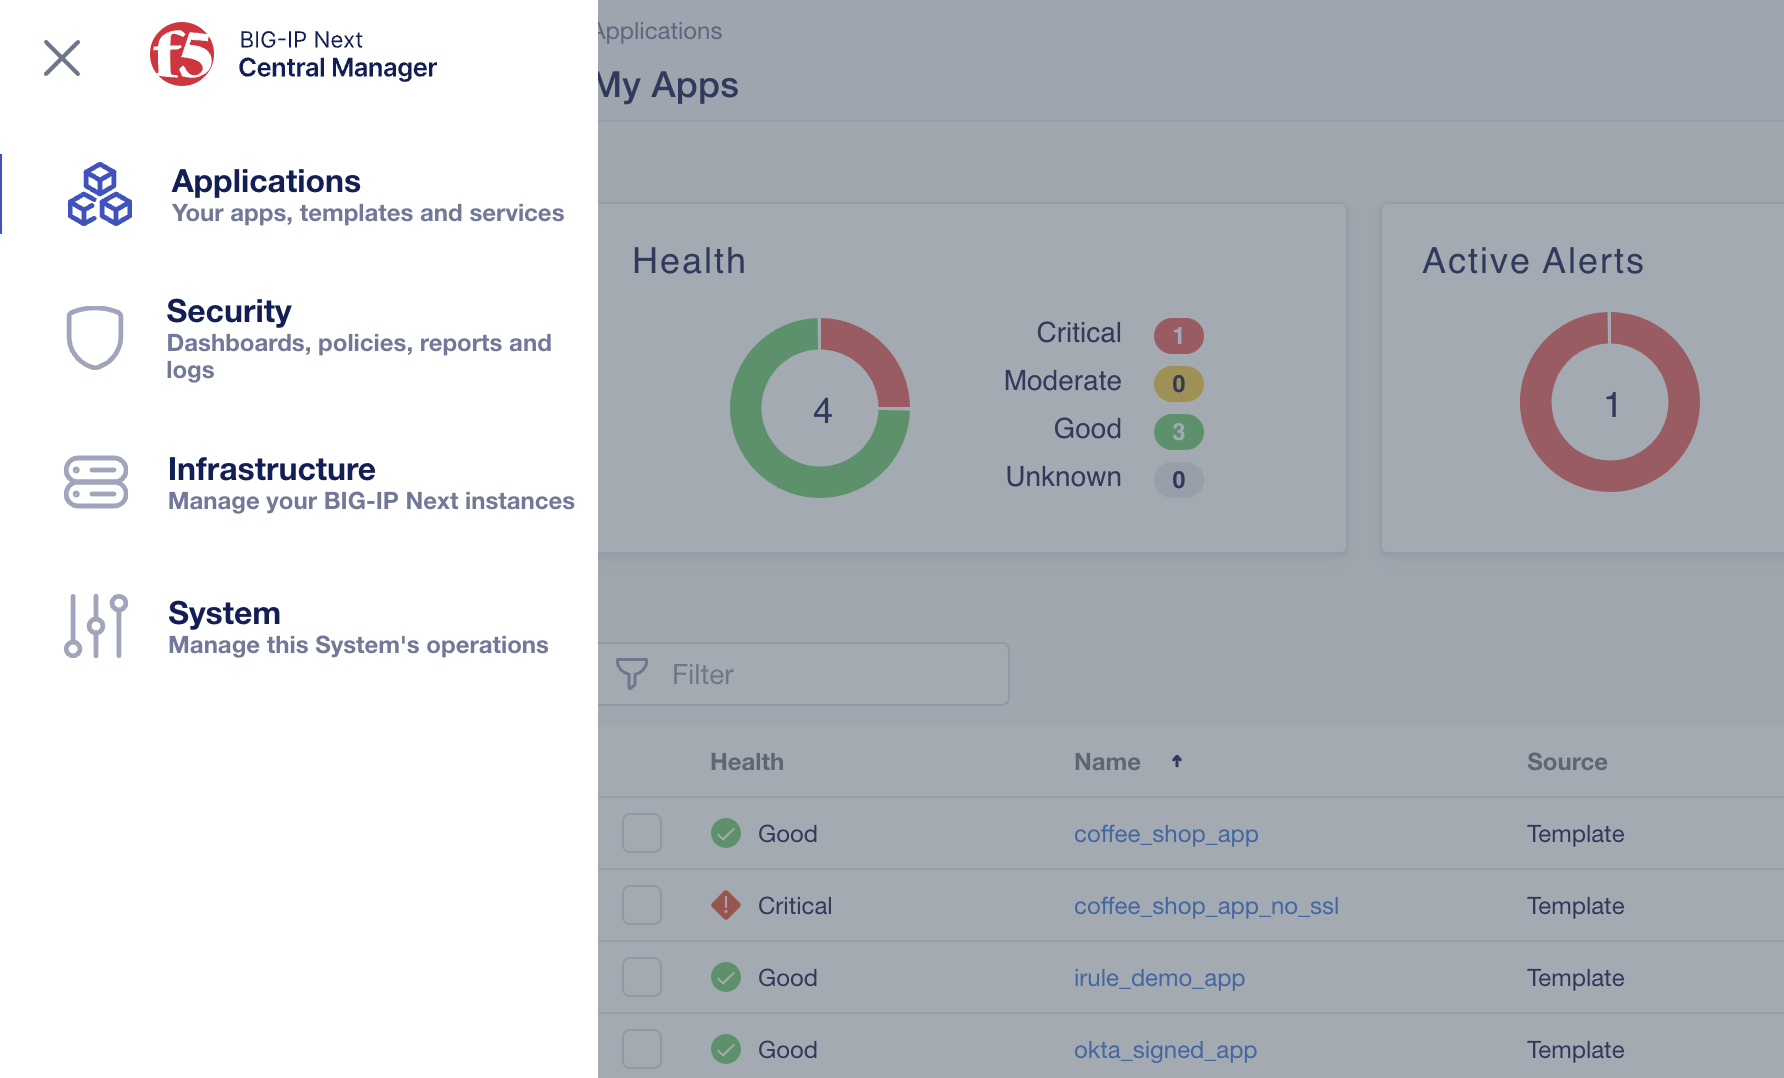 f5
BIG-IP Next
Central Manager
Applications
Your apps, templates and services
Security
Dashboards, policies, reports and
logs
Infrastructure
Manage your BIG-IP Next instances
System
Manage this System's operations
Applications
My Apps
Health
4
Critical 1
Moderate 0
Good 3
Unknown 0
Active Alerts
1
Filter
Health Name Source
Good coffee_shop_app Template
Critical coffee_shop_app_no_ssl Template
Good irule_demo_app Template
Good okta_signed_app Template